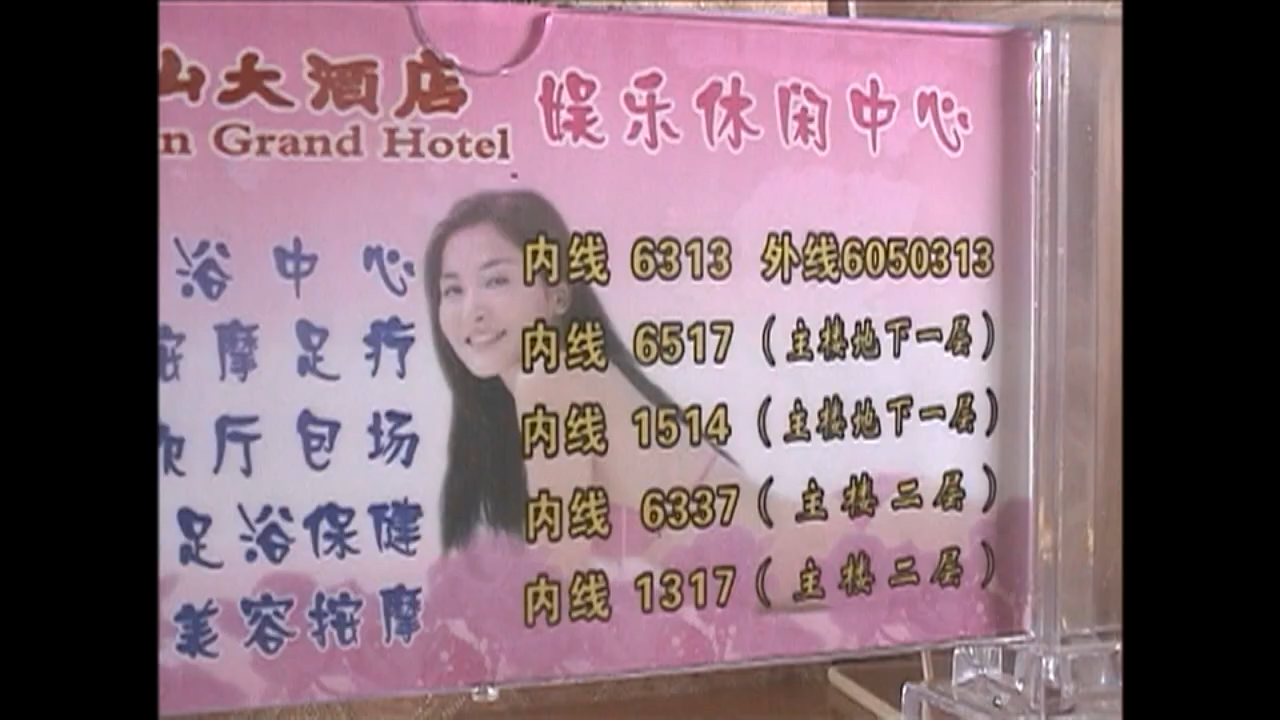 山大酒店 娱乐休闲中心
n Grand Hotel
浴中心 内线 6313 外线6050313
按摩足疗 内线 6517 (主楼地下一层)
歌厅包场 内线 1514 (主楼地下一层)
足浴保健 内线 6337 (主楼二层)
美容按摩 内线 1317 (主楼二层)